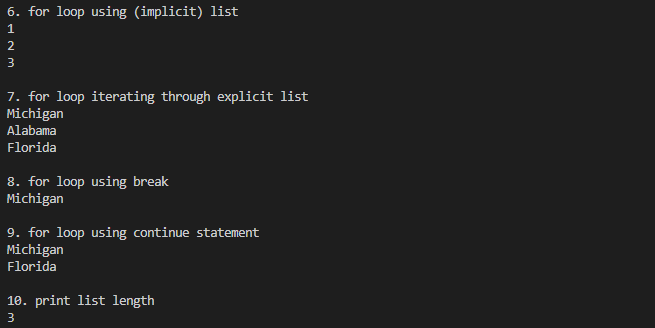 6. for loop using (implicit) list
1
2
3
7. for loop iterating through explicit list
Michigan
Alabama
Florida
8. for loop using break
Michigan
9. for loop using continue statement
Michigan
Florida
10. print list length
3